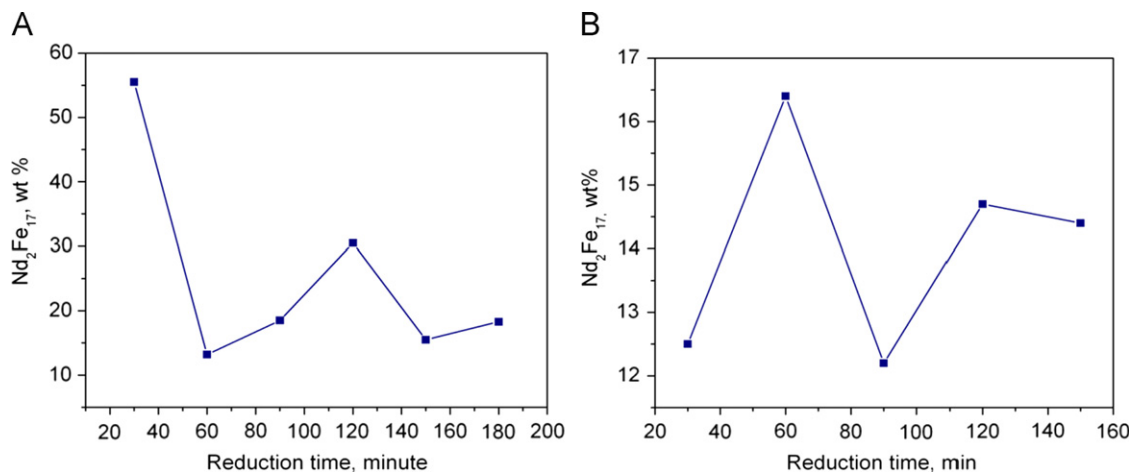 A
60
50
40
30
20
10
20 40 60 80 100 120 140 160 180 200
Nd₂Fe₁₇, wt %
Reduction time, minute
B
17
16
15
14
13
12
20 40 60 80 100 120 140 160
Nd₂Fe₁₇, wt%
Reduction time, min